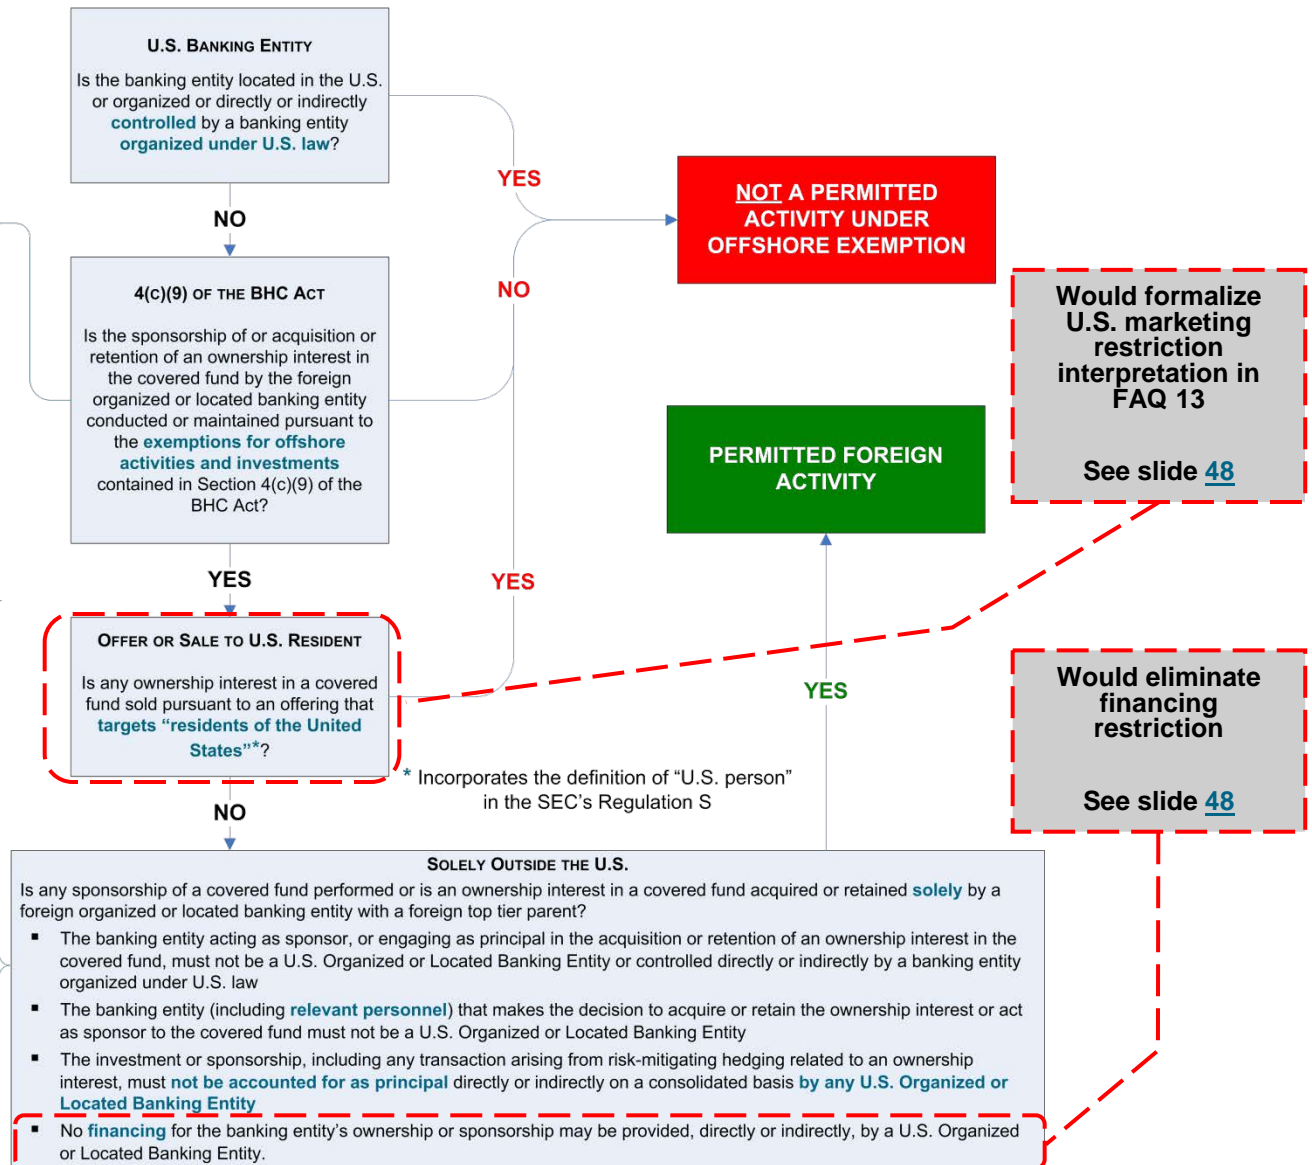 U.S. BANKING ENTITY
Is the banking entity located in the U.S.
or organized or directly or indirectly
controlled by a banking entity
organized under U.S. law?
YES
NO
NOT A PERMITTED
ACTIVITY UNDER
OFFSHORE EXEMPTION
4(C)(9) OF THE BHC ACT
Is the sponsorship of or acquisition or
retention of an ownership interest in
the covered fund by the foreign
organized or located banking entity
conducted or maintained pursuant to
the exemptions for offshore
activities and investments
contained in Section 4(c)(9) of the
BHC Act?
NO
Would formalize
U.S. marketing
restriction
interpretation in
FAQ 13
See slide 48
PERMITTED FOREIGN
ACTIVITY
YES
YES
OFFER OR SALE TO U.S. RESIDENT
Is any ownership interest in a covered
fund sold pursuant to an offering that
targets “residents of the United
States”*?
YES
Would eliminate
financing
restriction
See slide 48
* Incorporates the definition of “U.S. person”
in the SEC’s Regulation S
NO
SOLELY OUTSIDE THE U.S.
Is any sponsorship of a covered fund performed or is an ownership interest in a covered fund acquired or retained solely by a
foreign organized or located banking entity with a foreign top tier parent?
▪ The banking entity acting as sponsor, or engaging as principal in the acquisition or retention of an ownership interest in the
covered fund, must not be a U.S. Organized or Located Banking Entity or controlled directly or indirectly by a banking entity
organized under U.S. law
▪ The banking entity (including relevant personnel) that makes the decision to acquire or retain the ownership interest or act
as sponsor to the covered fund must not be a U.S. Organized or Located Banking Entity
▪ The investment or sponsorship, including any transaction arising from risk-mitigating hedging related to an ownership
interest, must not be accounted for as principal directly or indirectly on a consolidated basis by any U.S. Organized or
Located Banking Entity
▪ No financing for the banking entity’s ownership or sponsorship may be provided, directly or indirectly, by a U.S. Organized
or Located Banking Entity.